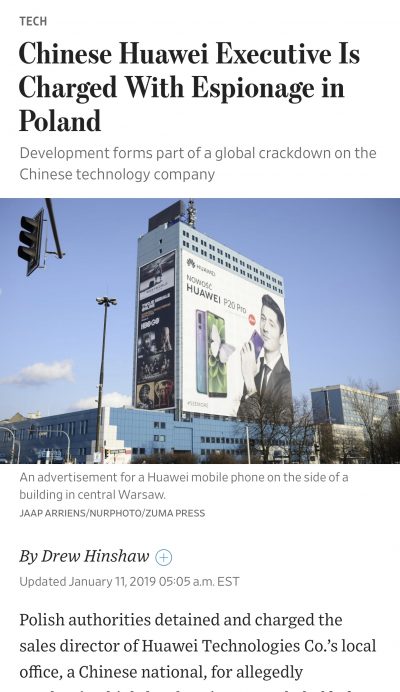 TECH
Chinese Huawei Executive Is
Charged With Espionage in
Poland
Development forms part of a global crackdown on the
Chinese technology company
HUAWEI
NOWOŚĆ
HUAWEI P20 Pro
HBO GO
An advertisement for a Huawei mobile phone on the side of a
building in central Warsaw.
JAAP ARRIENS/NURPHOTO/ZUMA PRESS
By Drew Hinshaw
Updated January 11, 2019 05:05 a.m. EST
Polish authorities detained and charged the
sales director of Huawei Technologies Co.’s local
office, a Chinese national, for allegedly